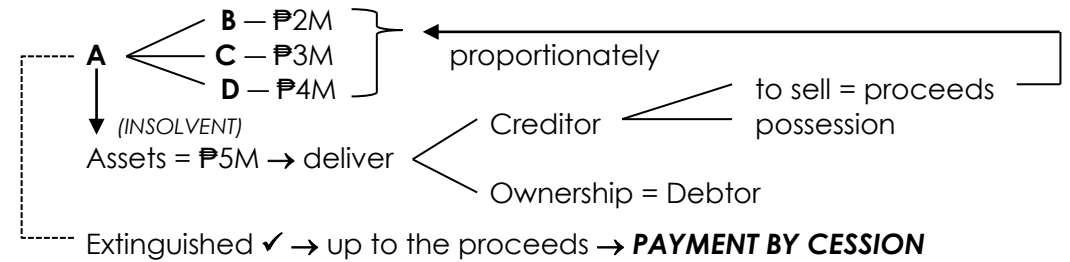 B – ₱2M
A C – ₱3M proportionately
D – ₱4M to sell = proceeds
(INSOLVENT) Creditor possession
Assets = ₱5M → deliver
Ownership = Debtor
Extinguished ✓ → up to the proceeds → PAYMENT BY CESSION